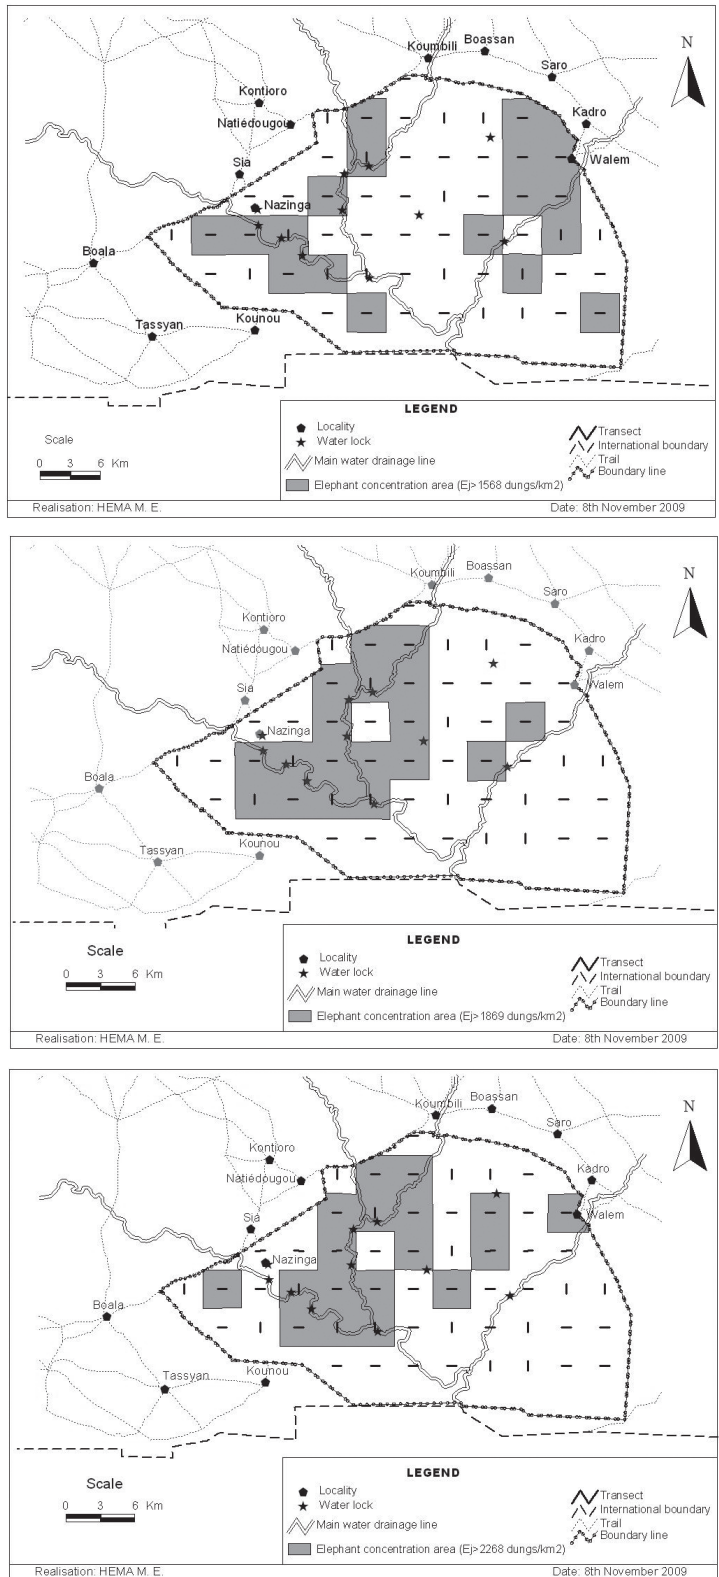 Koumbili
Boassan
N
Saro
Kontioro
Kadro
Natiédougou
Walem
Sia
Nazinga
Boala
Tassyan
Kounou
LEGEND
Scale
0 3 6 Km
Locality
Water lock
Main water drainage line
Elephant concentration area (Ej>1568 dungs/km2)
Transect
International boundary
Trail
Boundary line
Realisation: HEMA M. E.
Date: 8th November 2009
Koumbili
Boassan
N
Saro
Kontioro
Natiédougou
Kadro
Walem
Sia
Nazinga
Boala
Tassyan
Kounou
LEGEND
Scale
0 3 6 Km
Locality
Water lock
Main water drainage line
Elephant concentration area (Ej>1869 dungs/km2)
Transect
International boundary
Trail
Boundary line
Realisation: HEMA M. E.
Date: 8th November 2009
Koumbili
Boassan
N
Saro
Kontioro
Natiédougou
Kadro
Walem
Sia
Nazinga
Boala
Tassyan
Kounou
LEGEND
Scale
0 3 6 Km
Locality
Water lock
Main water drainage line
Elephant concentration area (Ej>2268 dungs/km2)
Transect
International boundary
Trail
Boundary line
Realisation: HEMA M. E.
Date: 8th November 2009